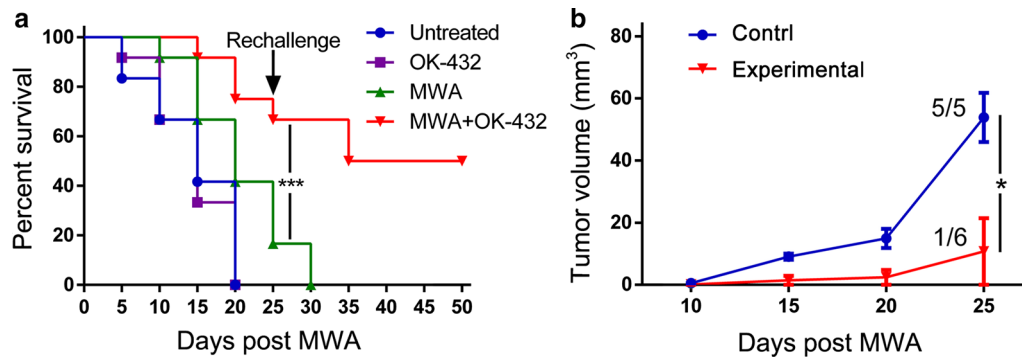 a
Percent survival
100
80
60
40
20
0
0 5 10 15 20 25 30 35 40 45 50
Days post MWA
Rechallenge
Untreated
OK-432
MWA
MWA+OK-432
***
b
Tumor volume (mm³)
80
60
40
20
0
10 15 20 25
Days post MWA
Contrl
Experimental
5/5
*
1/6